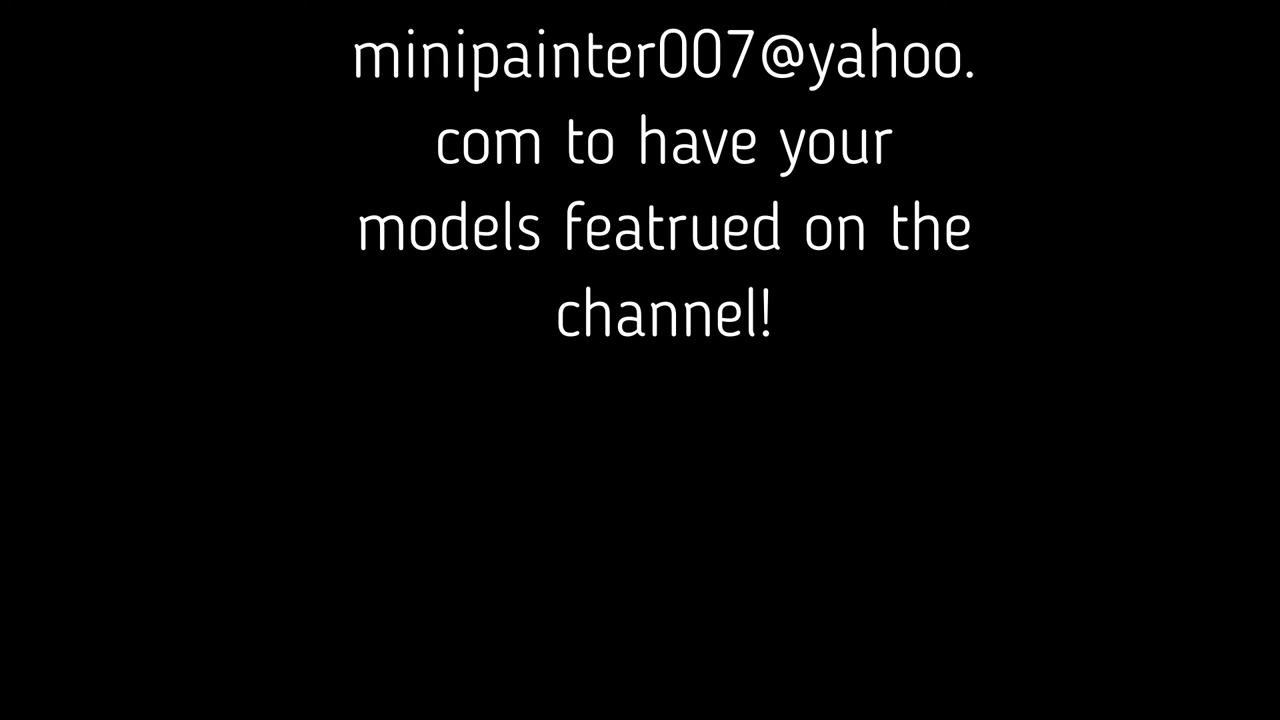 minipainter007@yahoo.
com to have your
models featrued on the
channel!